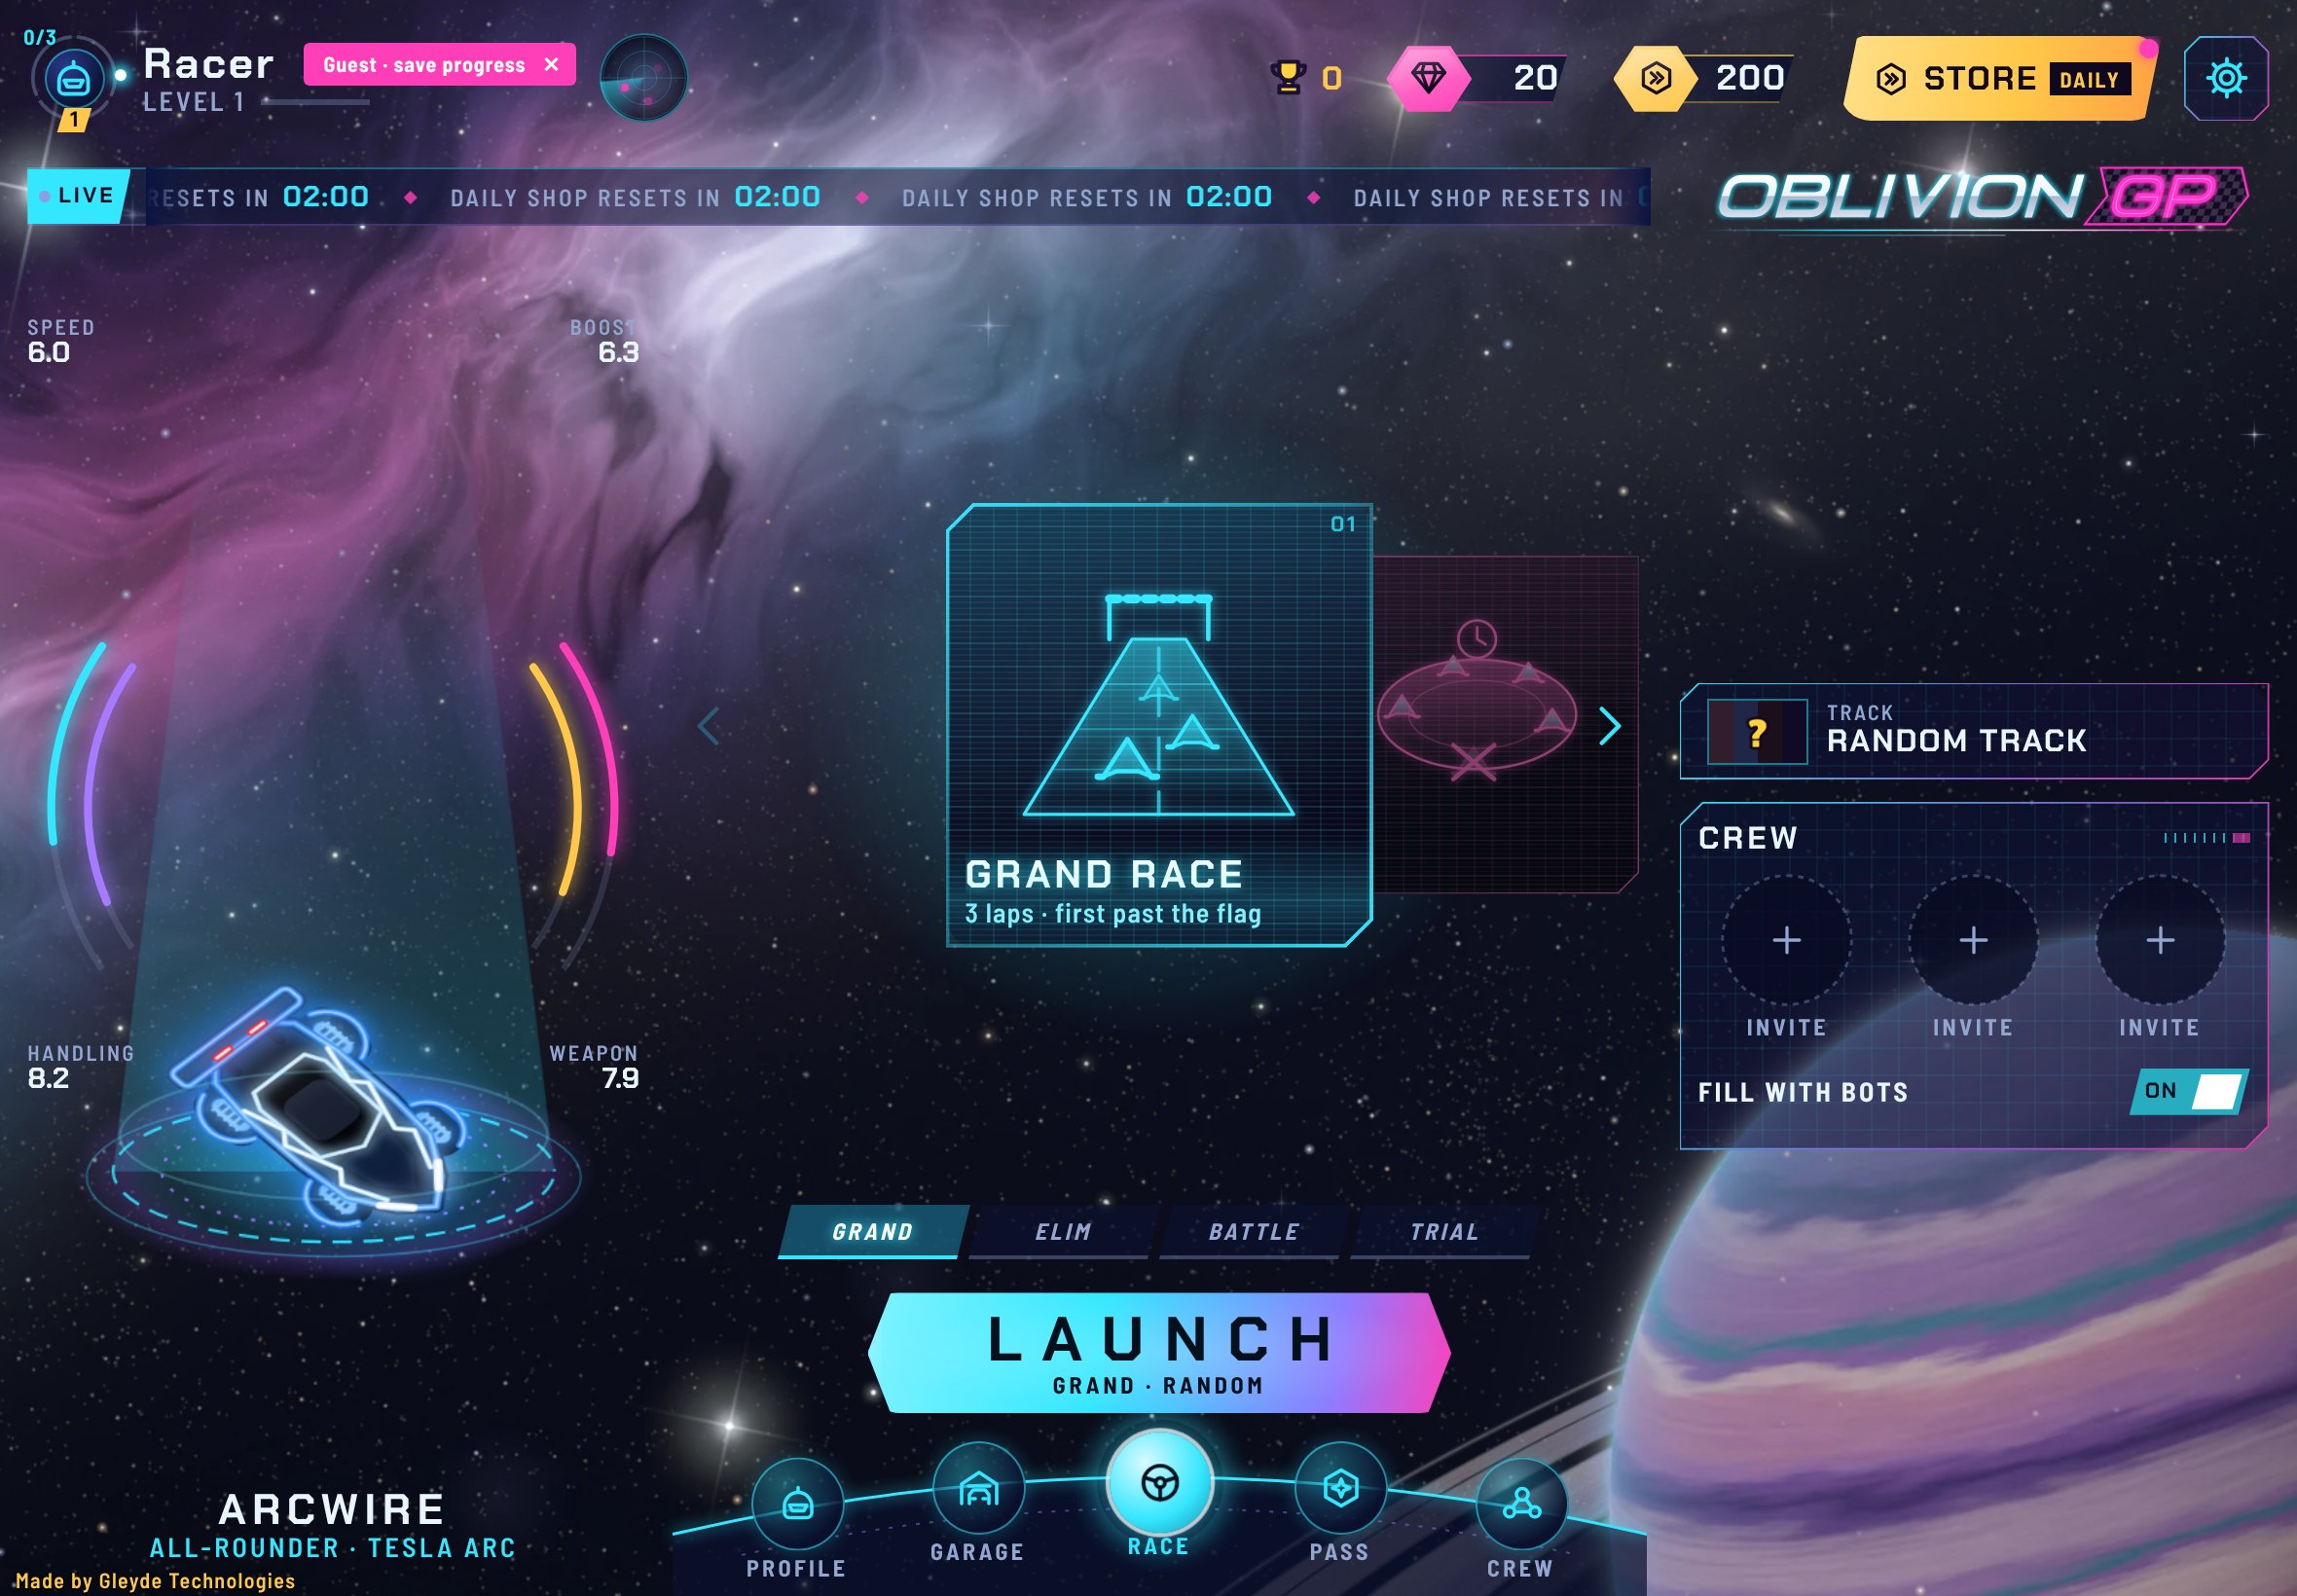 0/3
Racer
LEVEL 1
1
Guest · save progress ✕
0
20
200
STORE DAILY
LIVE
RESETS IN 02:00 ◆ DAILY SHOP RESETS IN 02:00 ◆ DAILY SHOP RESETS IN 02:00 ◆ DAILY SHOP RESETS IN
OBLIVION GP
SPEED
6.0
BOOST
6.3
01
GRAND RACE
3 laps · first past the flag
?
TRACK
RANDOM TRACK
CREW
INVITE
INVITE
INVITE
FILL WITH BOTS
ON
HANDLING
8.2
WEAPON
7.9
GRAND
ELIM
BATTLE
TRIAL
LAUNCH
GRAND · RANDOM
ARCWIRE
ALL-ROUNDER · TESLA ARC
Made by Gleyde Technologies
PROFILE
GARAGE
RACE
PASS
CREW